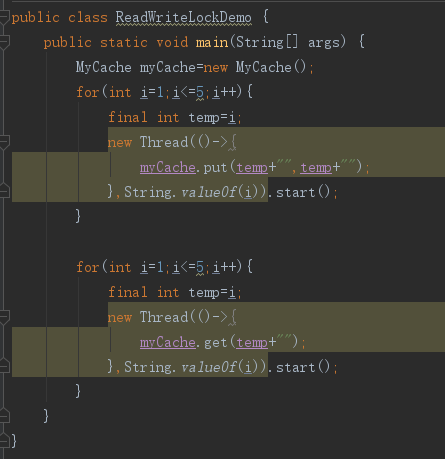 public class ReadWriteLockDemo {
public static void main(String[] args) {
MyCache myCache=new MyCache();
for(int i=1;i<=5;i++){
final int temp=i;
new Thread(()->{
myCache.put(temp+"",temp+"");
},String.valueOf(i)).start();
}
for(int i=1;i<=5;i++){
final int temp=i;
new Thread(()->{
myCache.get(temp+"");
},String.valueOf(i)).start();
}
}
}